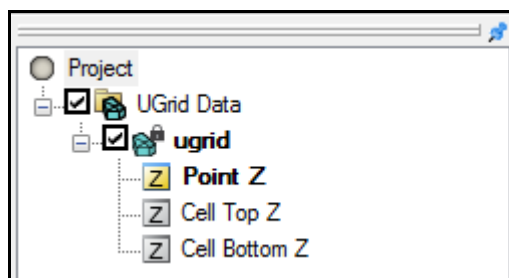 Project
UGrid Data
ugrid
Z Point Z
Z Cell Top Z
Z Cell Bottom Z